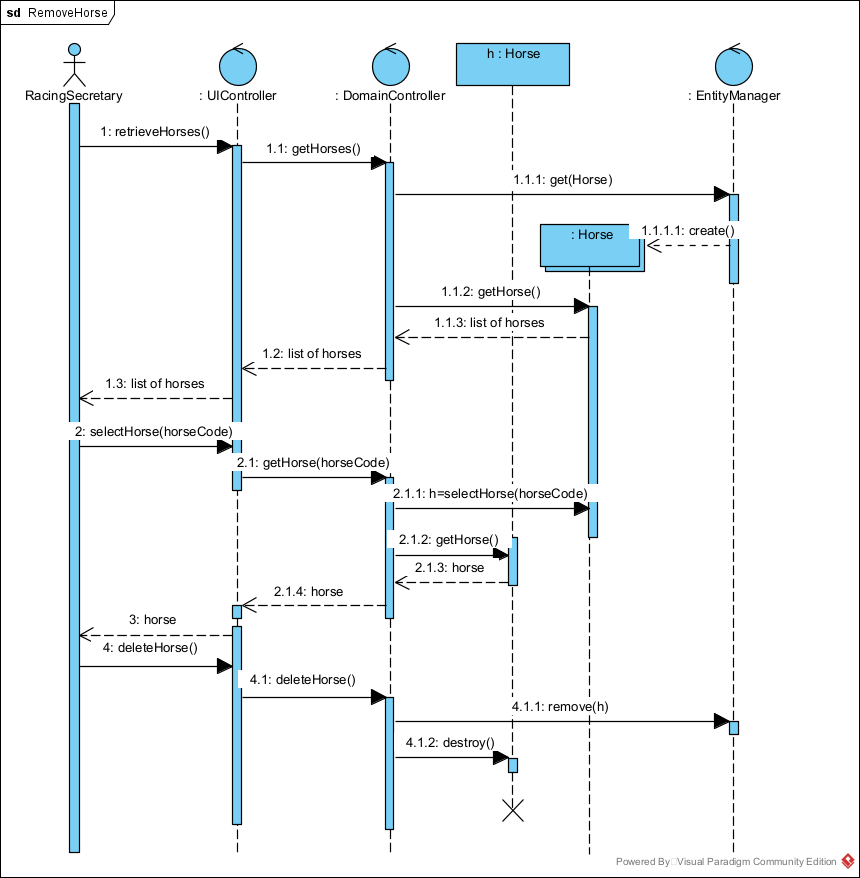 sd RemoveHorse
h : Horse
RacingSecretary
: UIController
: DomainController
: EntityManager
1: retrieveHorses()
1.1: getHorses()
1.1.1: get(Horse)
: Horse
1.1.1.1: create()
1.1.2: getHorse()
1.1.3: list of horses
1.2: list of horses
1.3: list of horses
2: selectHorse(horseCode)
2.1: getHorse(horseCode)
2.1.1: h=selectHorse(horseCode)
2.1.2: getHorse()
2.1.3: horse
2.1.4: horse
3: horse
4: deleteHorse()
4.1: deleteHorse()
4.1.1: remove(h)
4.1.2: destroy()
Powered By Visual Paradigm Community Edition